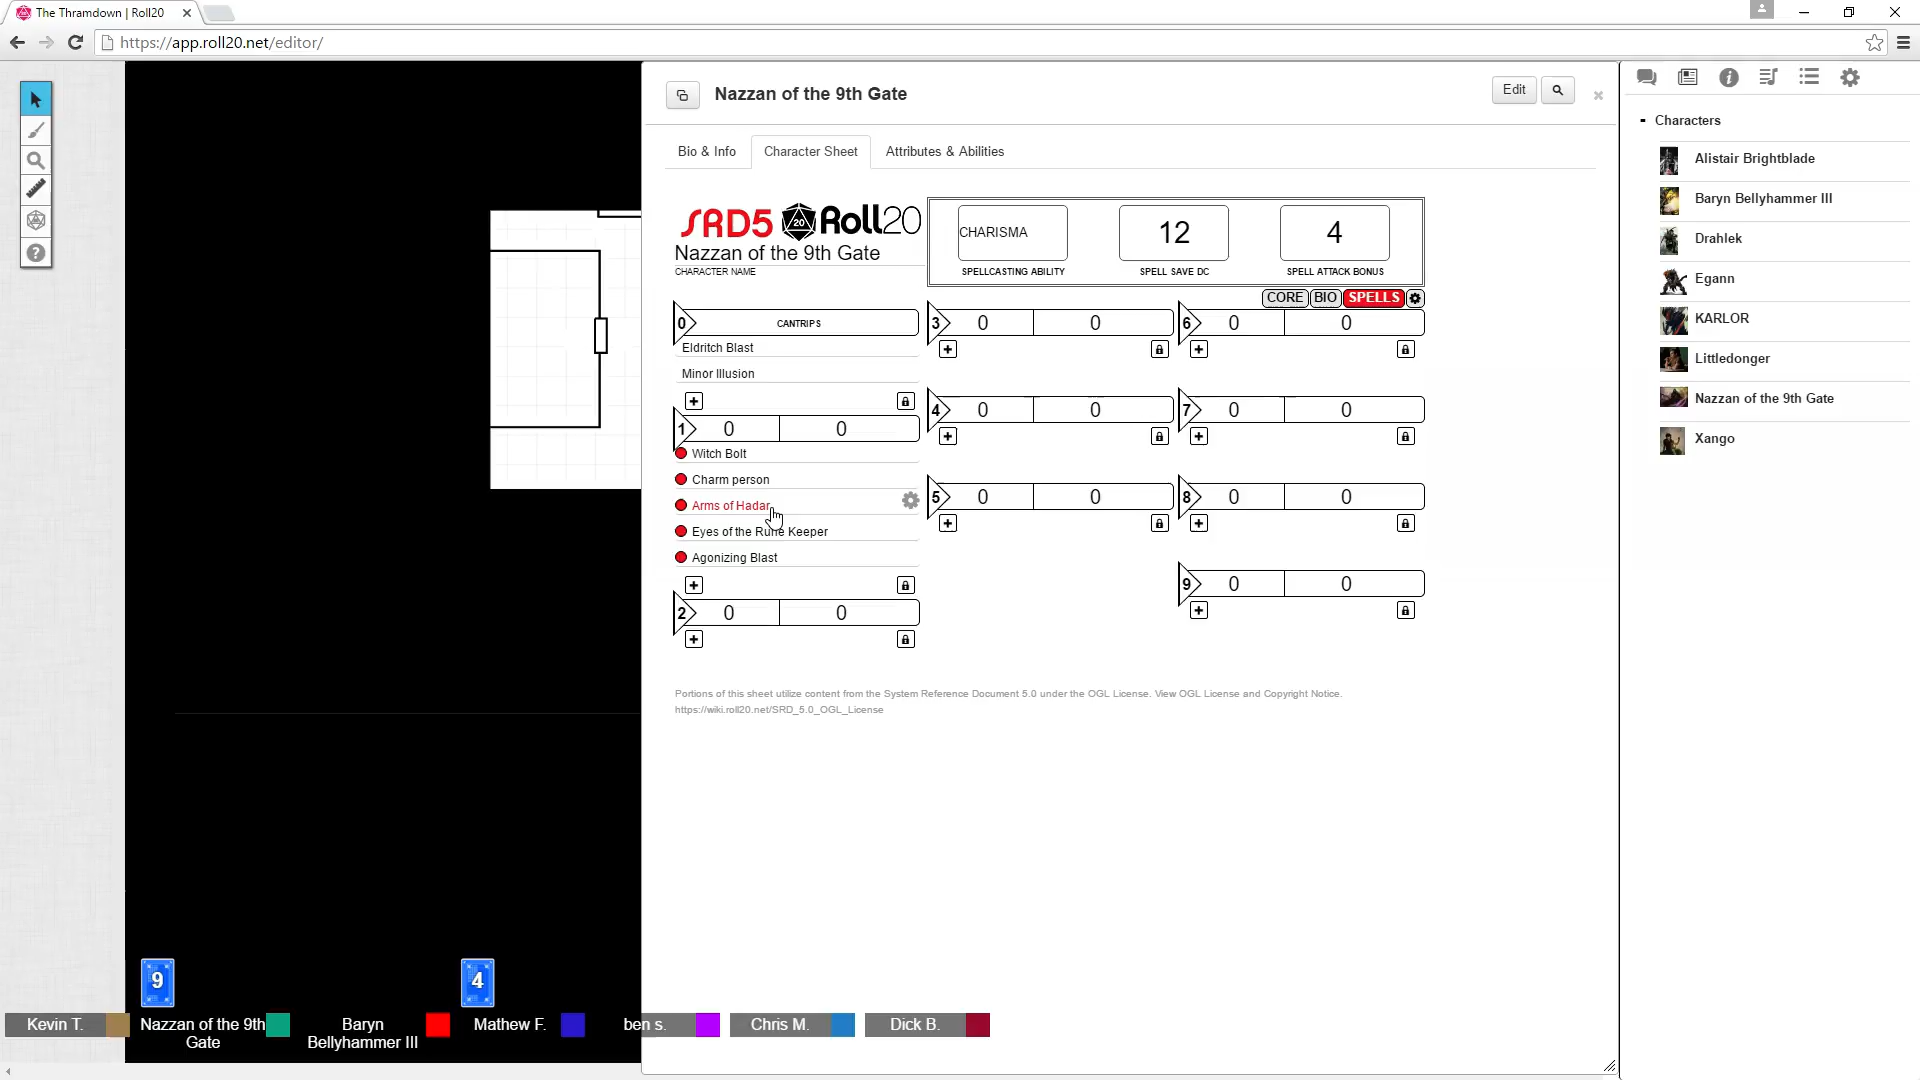 The Thramdown | Roll20
https://app.roll20.net/editor/
Nazzan of the 9th Gate
Edit
Bio & Info
Character Sheet
Attributes & Abilities
SRD5 20 Roll20
Nazzan of the 9th Gate
CHARACTER NAME
CHARISMA
12
4
SPELLCASTING ABILITY
SPELL SAVE DC
SPELL ATTACK BONUS
CORE
BIO
SPELLS
0
CANTRIPS
Eldritch Blast
Minor Illusion
1 0 0
Witch Bolt
Charm person
Arms of Hadar
Eyes of the Rune Keeper
Agonizing Blast
2 0 0
3 0 0
4 0 0
5 0 0
6 0 0
7 0 0
8 0 0
9 0 0
Portions of this sheet utilize content from the System Reference Document 5.0 under the OGL License. View OGL License and Copyright Notice.
https://wiki.roll20.net/SRD_5.0_OGL_License
Characters
Alistair Brightblade
Baryn Bellyhammer III
Drahlek
Egann
KARLOR
Littledonger
Nazzan of the 9th Gate
Xango
9
4
Kevin T.
Nazzan of the 9th
Gate
Baryn
Bellyhammer III
Mathew F.
ben s.
Chris M.
Dick B.